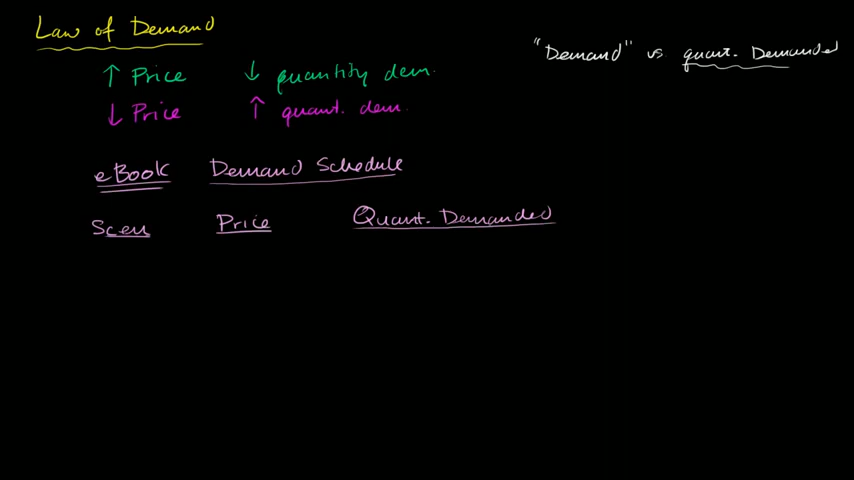 Law of Demand
"Demand" vs. quant. Demanded
↑ Price ↓ quantity dem.
↓ Price ↑ quant. dem.
eBook Demand Schedule
Scen Price Quant. Demanded